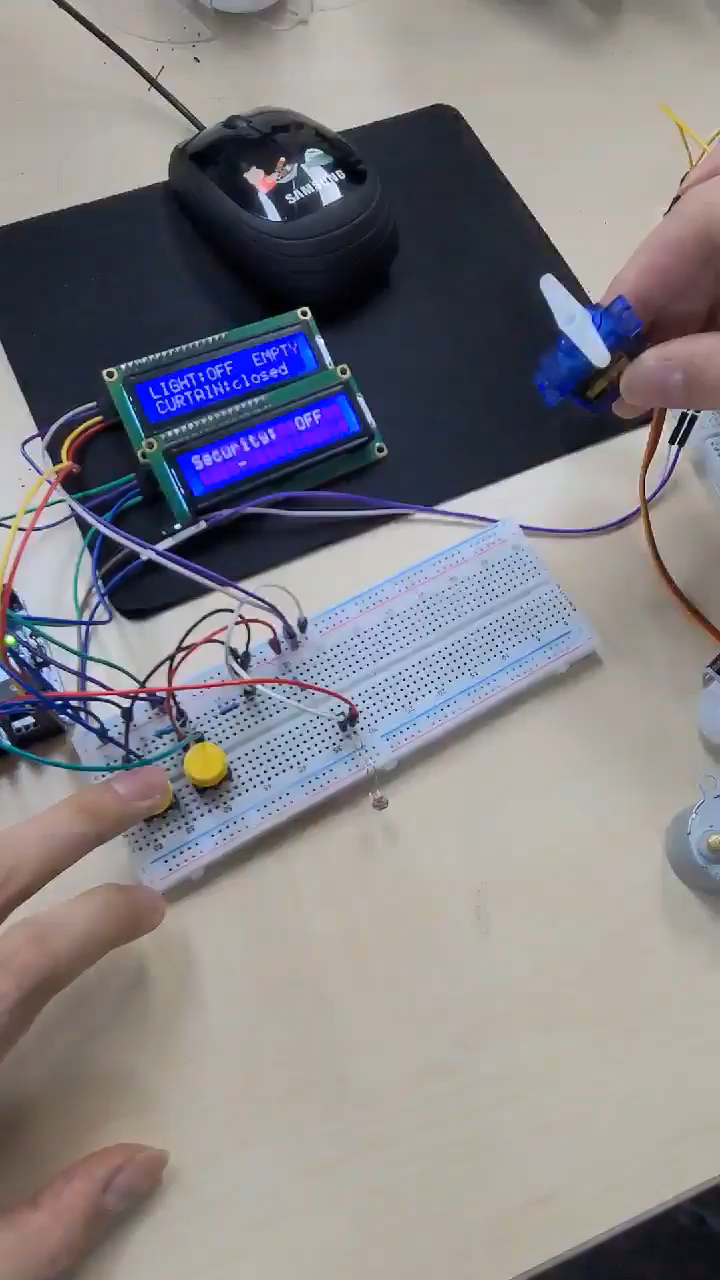 SAMSUNG
LIGHT:OFF EMPTY
CURTAIN:closed
Security: OFF